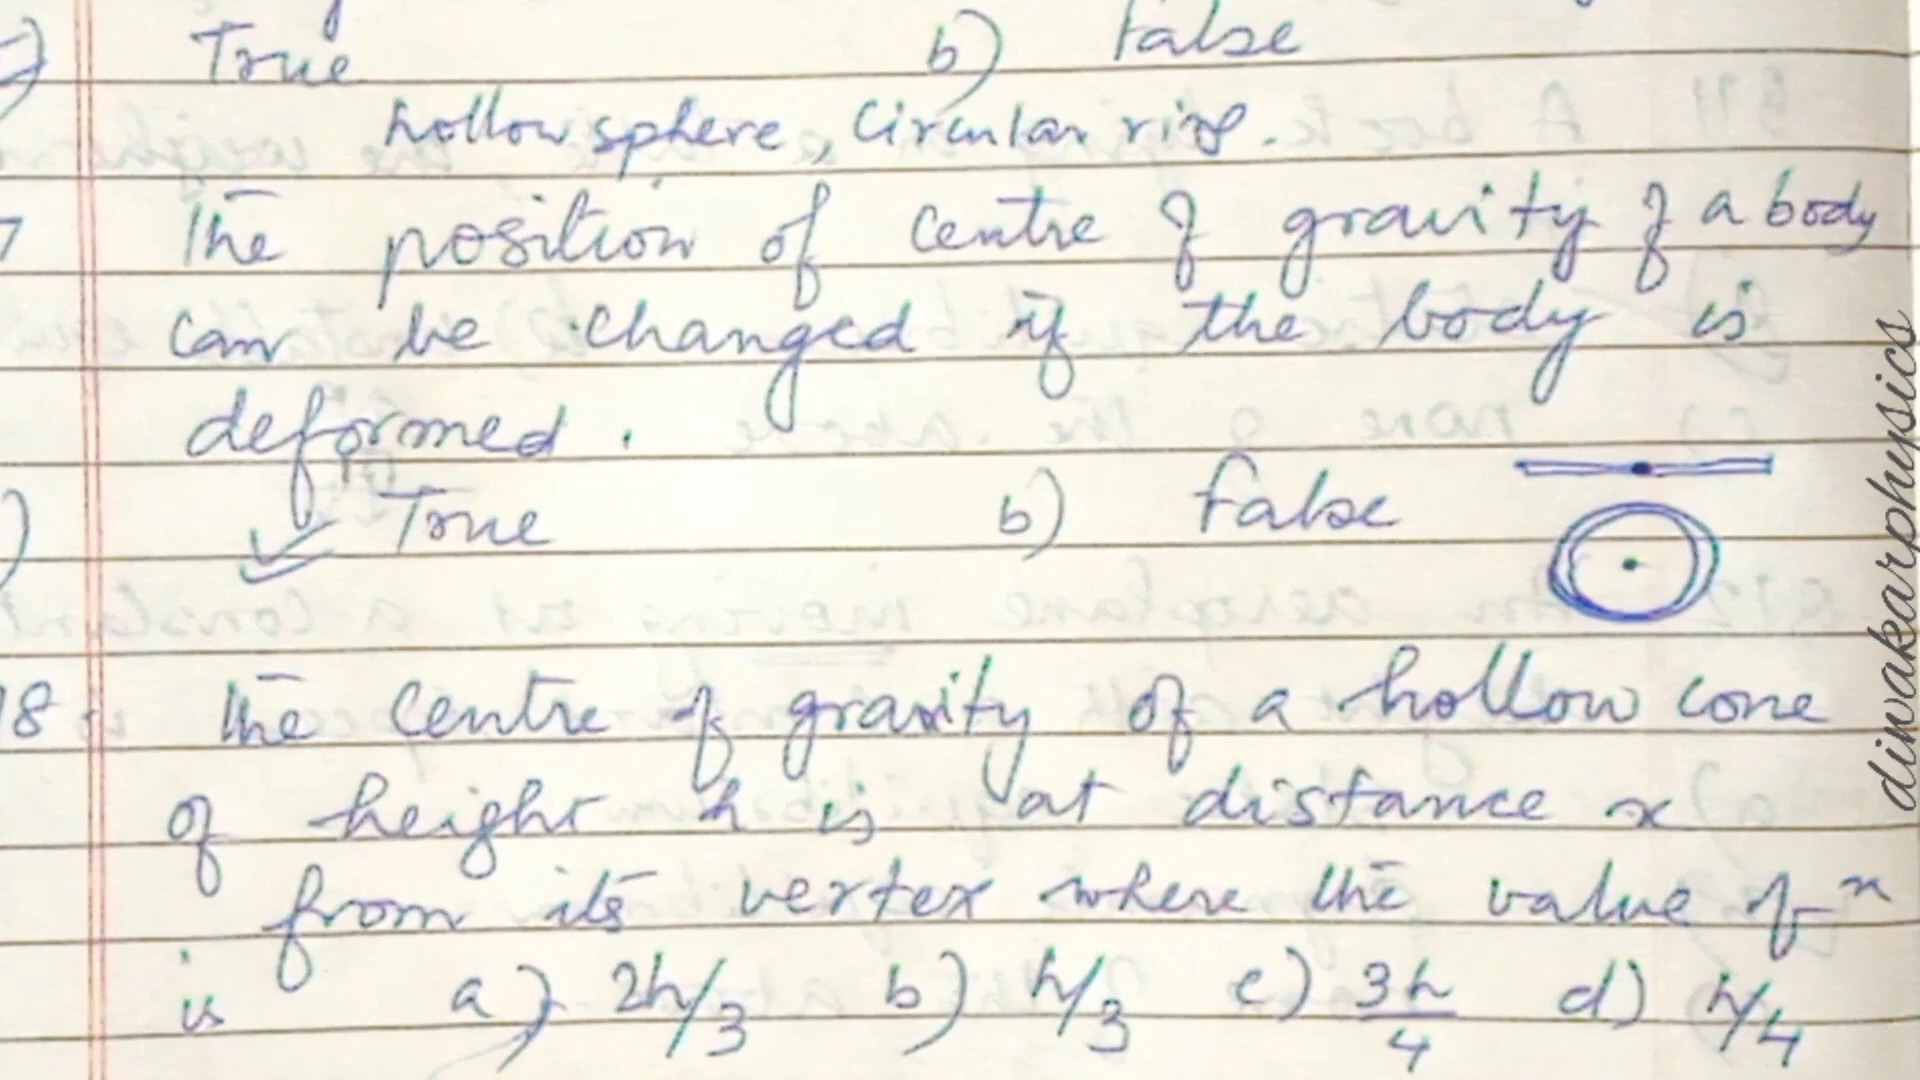 True b) False
hollow sphere, Circular ring.
7 The position of centre of gravity of a body
can be changed if the body is
deformed.
True b) False
18. The centre of gravity of a hollow cone
of height h is at distance x
from its vertex where the value of x
is a) 2h/3 b) h/3 c) 3h/4 d) h/4
diwakarphysics